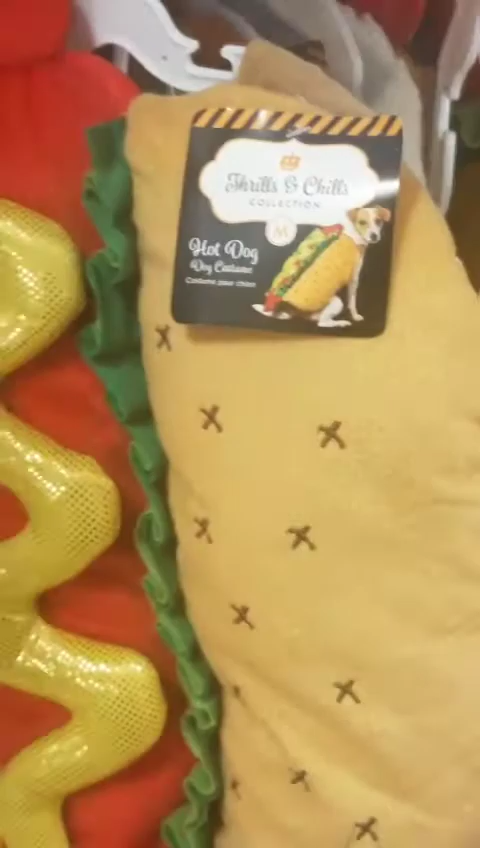 Thrills & Chills
COLLECTION
M
Hot Dog
Dog Costume
Costume pour chien